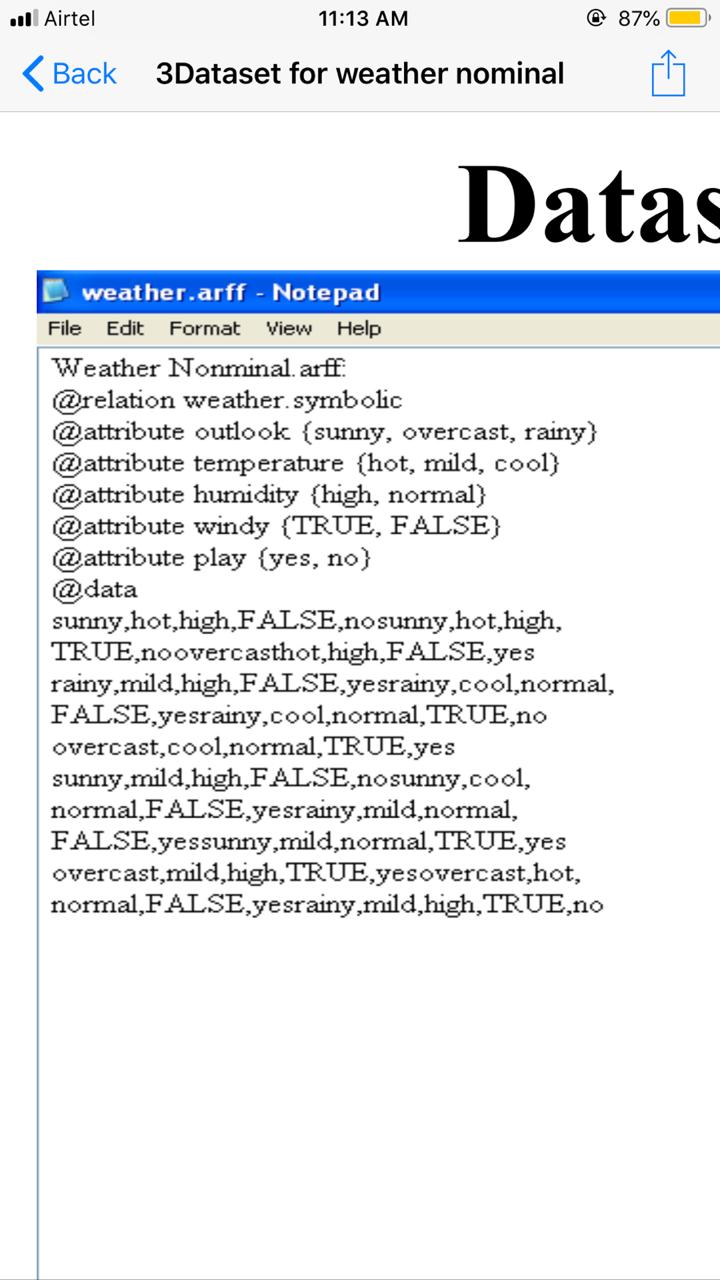 Airtel 11:13 AM 87%
Back 3Dataset for weather nominal
Datas
weather.arff - Notepad
File Edit Format View Help
Weather Nonminal.arff:
@relation weather.symbolic
@attribute outlook {sunny, overcast, rainy}
@attribute temperature {hot, mild, cool}
@attribute humidity {high, normal}
@attribute windy {TRUE, FALSE}
@attribute play {yes, no}
@data
sunny,hot,high,FALSE,nosunny,hot,high,
TRUE,noovercasthot,high,FALSE,yes
rainy,mild,high,FALSE,yesrainy,cool,normal,
FALSE,yesrainy,cool,normal,TRUE,no
overcast,cool,normal,TRUE,yes
sunny,mild,high,FALSE,nosunny,cool,
normal,FALSE,yesrainy,mild,normal,
FALSE,yessunny,mild,normal,TRUE,yes
overcast,mild,high,TRUE,yesovercast,hot,
normal,FALSE,yesrainy,mild,high,TRUE,no